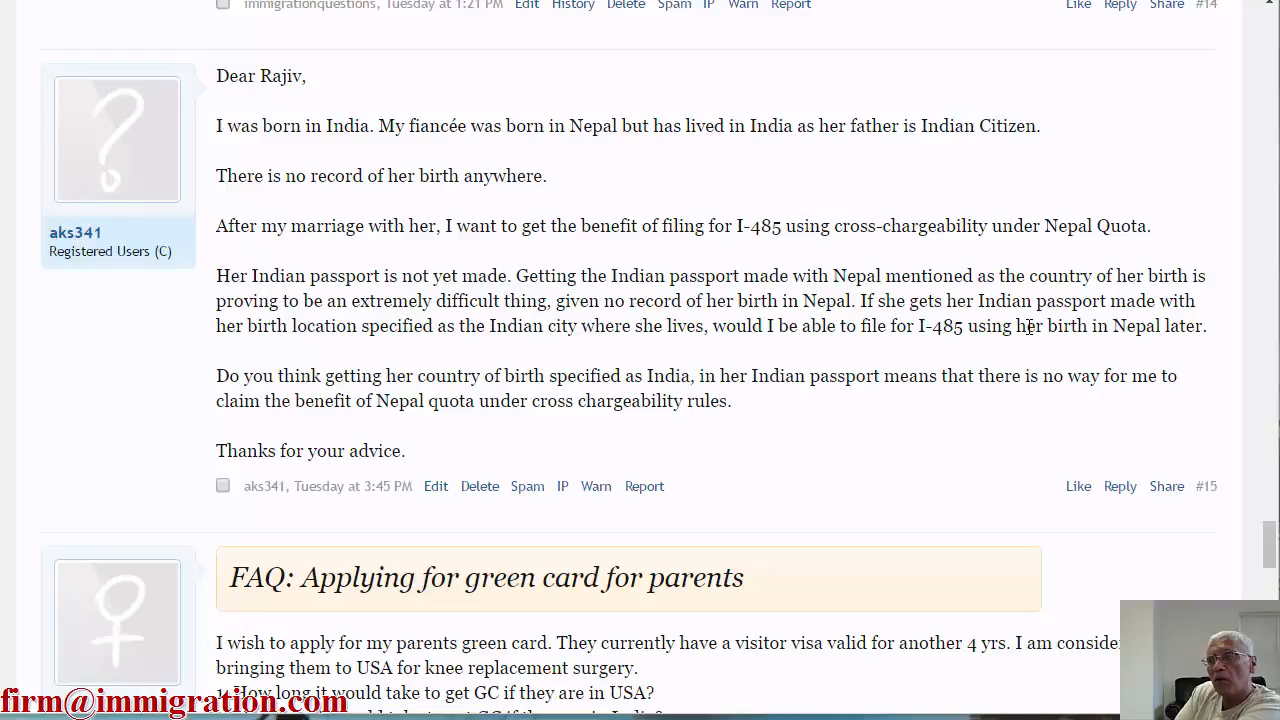 immigrationquestions, Tuesday at 1:21 PM Edit History Delete Spam IP Warn Report Like Reply Share #14
Dear Rajiv,
I was born in India. My fiancée was born in Nepal but has lived in India as her father is Indian Citizen.
There is no record of her birth anywhere.
aks341
Registered Users (C)
After my marriage with her, I want to get the benefit of filing for I-485 using cross-chargeability under Nepal Quota.
Her Indian passport is not yet made. Getting the Indian passport made with Nepal mentioned as the country of her birth is
proving to be an extremely difficult thing, given no record of her birth in Nepal. If she gets her Indian passport made with
her birth location specified as the Indian city where she lives, would I be able to file for I-485 using her birth in Nepal later.
Do you think getting her country of birth specified as India, in her Indian passport means that there is no way for me to
claim the benefit of Nepal quota under cross chargeability rules.
Thanks for your advice.
aks341, Tuesday at 3:45 PM Edit Delete Spam IP Warn Report Like Reply Share #15
FAQ: Applying for green card for parents
I wish to apply for my parents green card. They currently have a visitor visa valid for another 4 yrs. I am
bringing them to USA for knee replacement surgery.
How long it would take to get GC if they are in USA?
firm@immigration.com